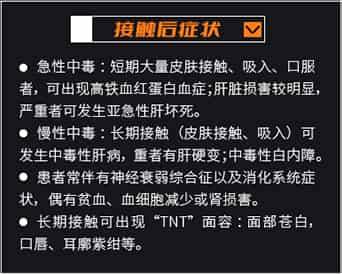 接触后症状
● 急性中毒：短期大量皮肤接触、吸入、口服
者，可出现高铁血红蛋白血症；肝脏损害较明显，
严重者可发生亚急性肝坏死。
● 慢性中毒：长期接触（皮肤接触、吸入）可
发生中毒性肝病，重者有肝硬变；中毒性白内障。
● 患者常伴有神经衰弱综合征以及消化系统症
状，偶有贫血、血细胞减少或肾损害。
● 长期接触可出现“TNT”面容：面部苍白，
口唇、耳廓紫绀等。